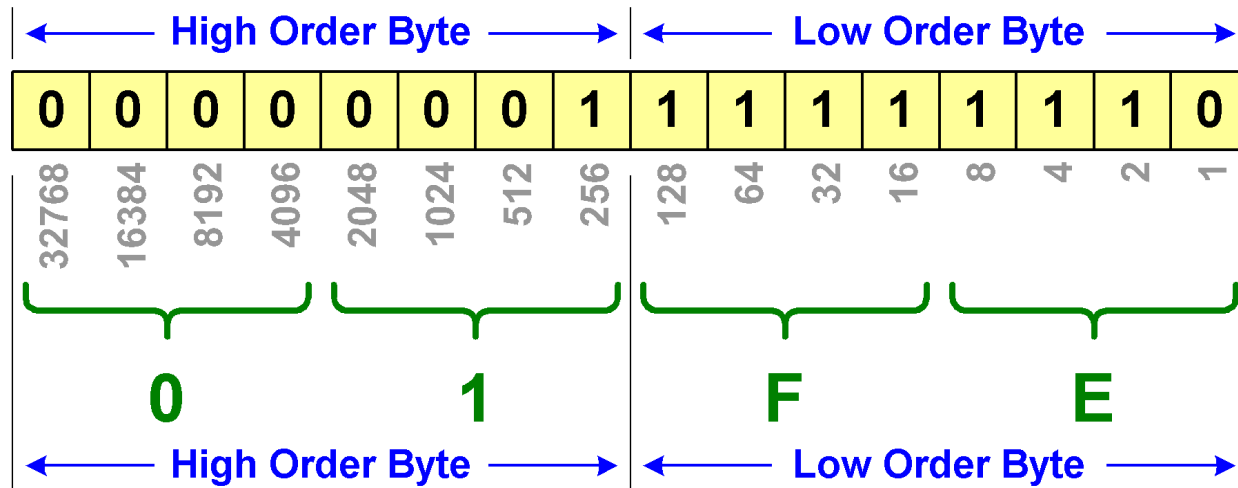 High Order Byte Low Order Byte
0 0 0 0 0 0 0 1 1 1 1 1 1 1 1 0
32768 16384 8192 4096 2048 1024 512 256 128 64 32 16 8 4 2 1
0 1 F E
High Order Byte Low Order Byte